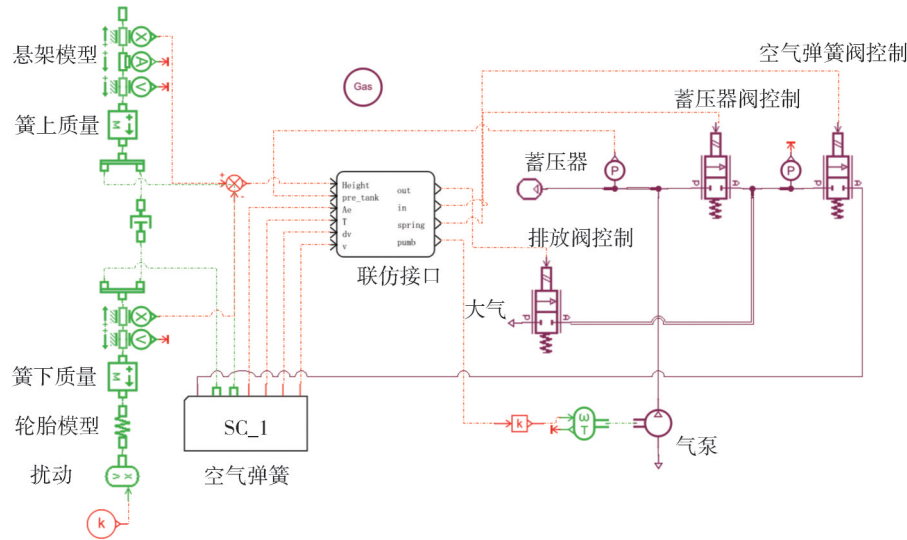 悬架模型
X
A
V
簧上质量
M
Gas
空气弹簧阀控制
蓄压器阀控制
蓄压器
P
P
P
A
P
A
+
-
Height
pre_tank
Ae
T
dv
v
out
in
spring
pumb
联仿接口
排放阀控制
大气
P
A
X
V
簧下质量
M
轮胎模型
扰动
X
V
k
SC_1
空气弹簧
k
ω
T
气泵